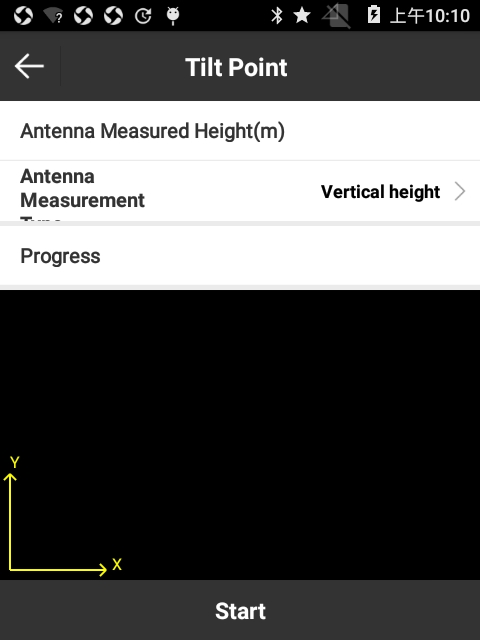 上午10:10
Tilt Point
Antenna Measured Height(m)
Antenna
Measurement
Vertical height
Progress
Y
X
Start